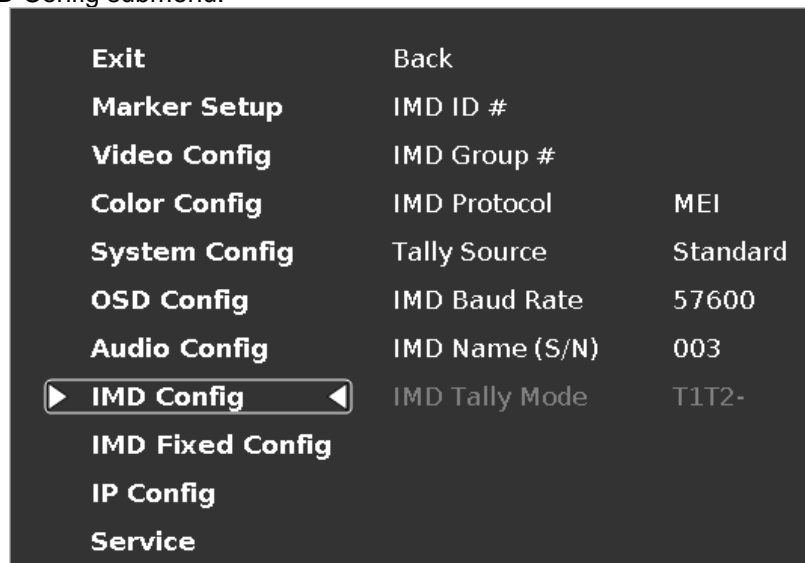 Config submenu.
Exit Back
Marker Setup IMD ID #
Video Config IMD Group #
Color Config IMD Protocol MEI
System Config Tally Source Standard
OSD Config IMD Baud Rate 57600
Audio Config IMD Name (S/N) 003
IMD Config IMD Tally Mode T1T2-
IMD Fixed Config
IP Config
Service